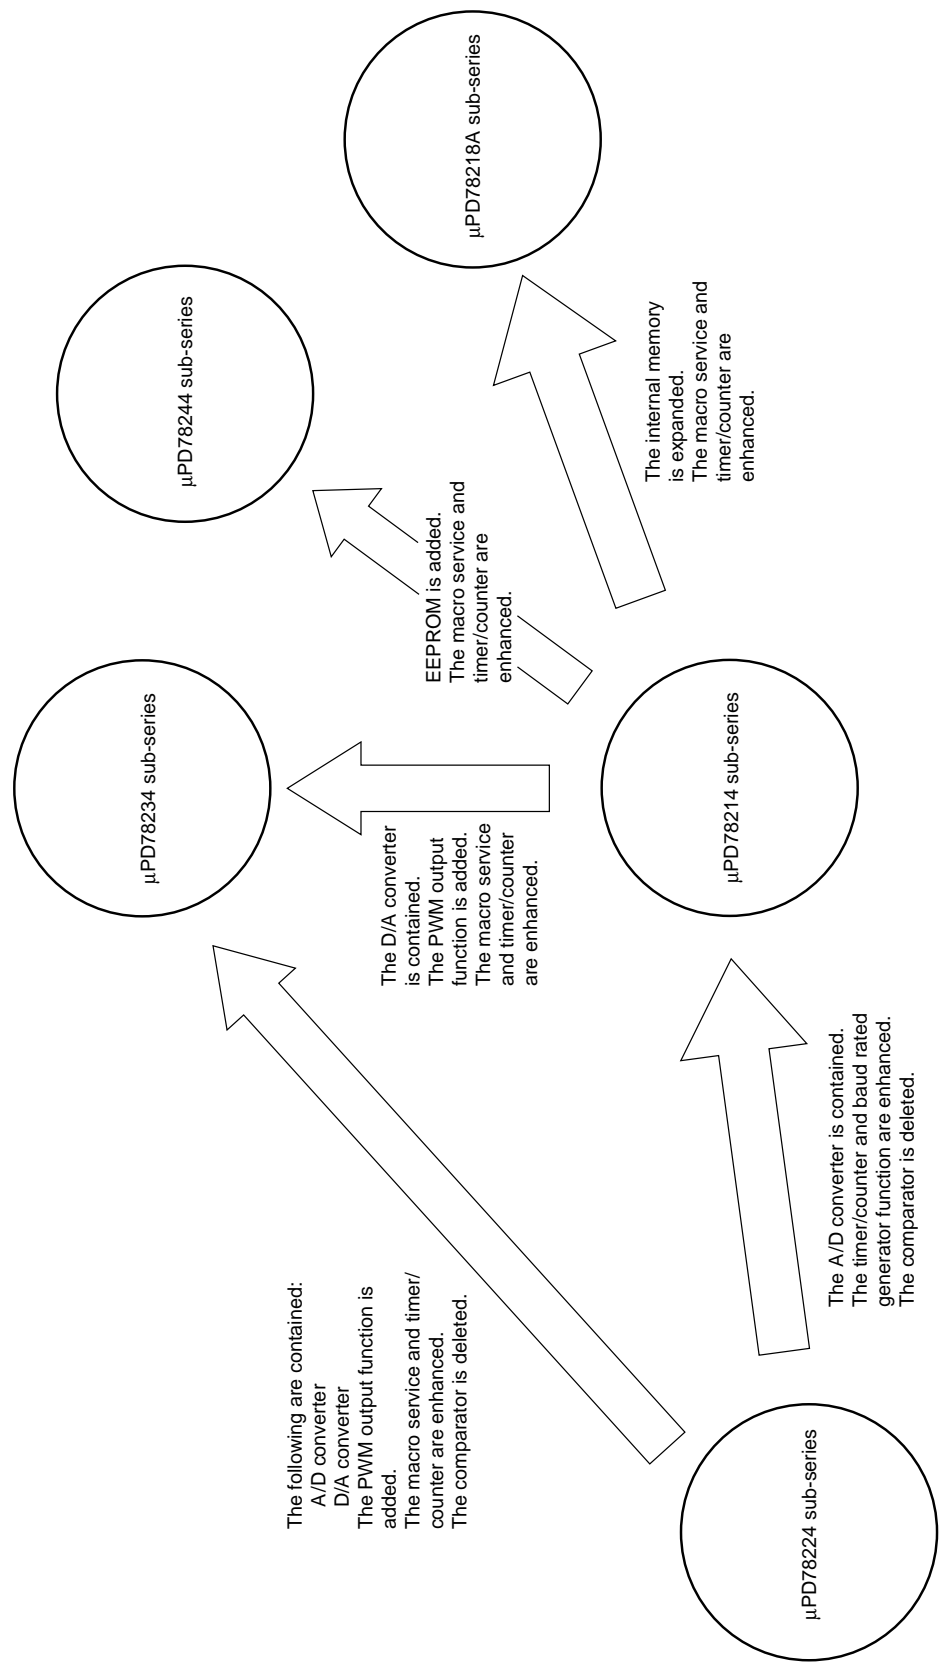 The following are contained:
A/D converter
D/A converter
The PWM output function is
added.
The macro service and timer/
counter are enhanced.
The comparator is deleted.
μPD78224 sub-series
μPD78234 sub-series
The D/A converter
is contained.
The PWM output
function is added.
The macro service
and timer/counter
are enhanced.
The A/D converter is contained.
The timer/counter and baud rated
generator function are enhanced.
The comparator is deleted.
μPD78214 sub-series
EEPROM is added.
The macro service and
timer/counter are
enhanced.
μPD78244 sub-series
The internal memory
is expanded.
The macro service and
timer/counter are
enhanced.
μPD78218A sub-series